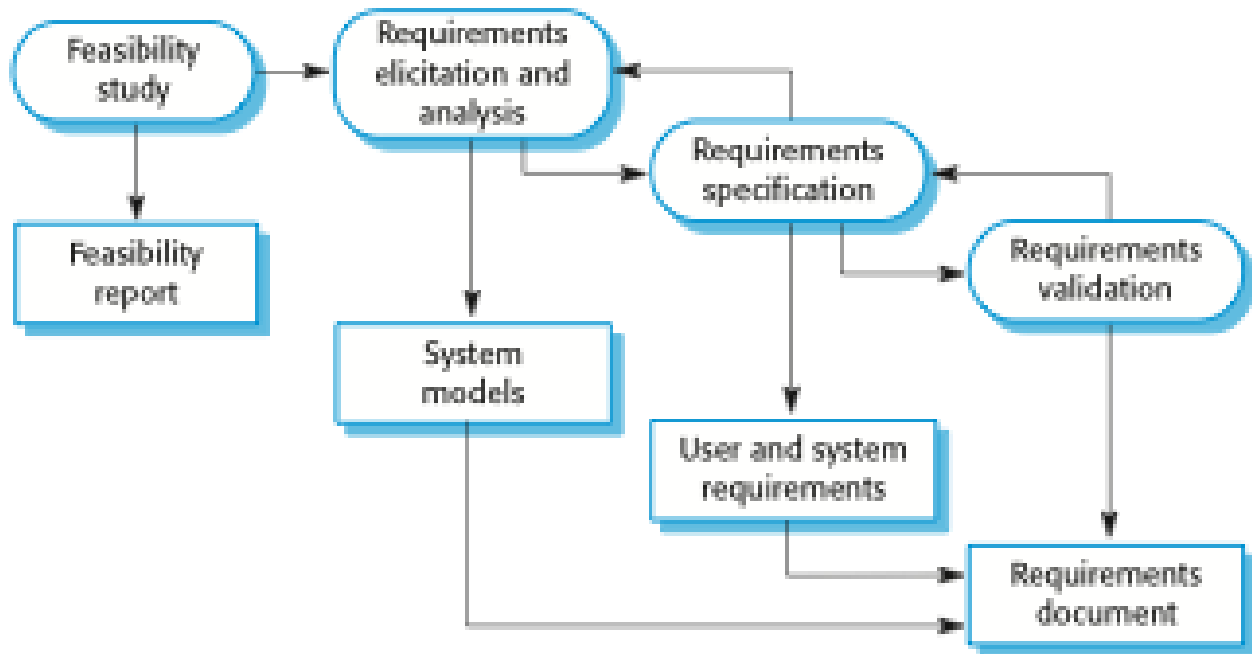 Feasibility
study
Requirements
elicitation and
analysis
Requirements
specification
Requirements
validation
Feasibility
report
System
models
User and system
requirements
Requirements
document